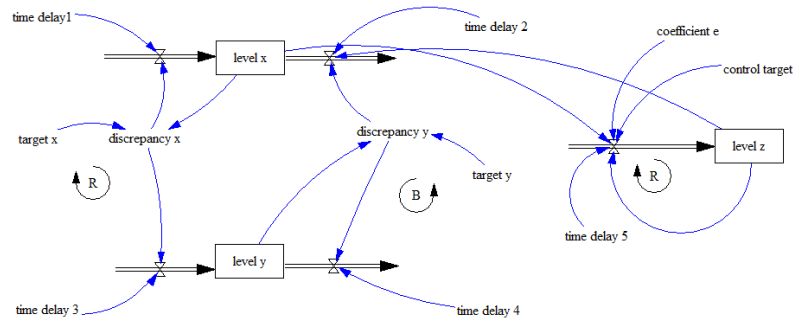 time delay1
time delay 2
coefficient e
level x
control target
target x
discrepancy x
discrepancy y
level z
target y
R
B
R
time delay 5
level y
time delay 3
time delay 4